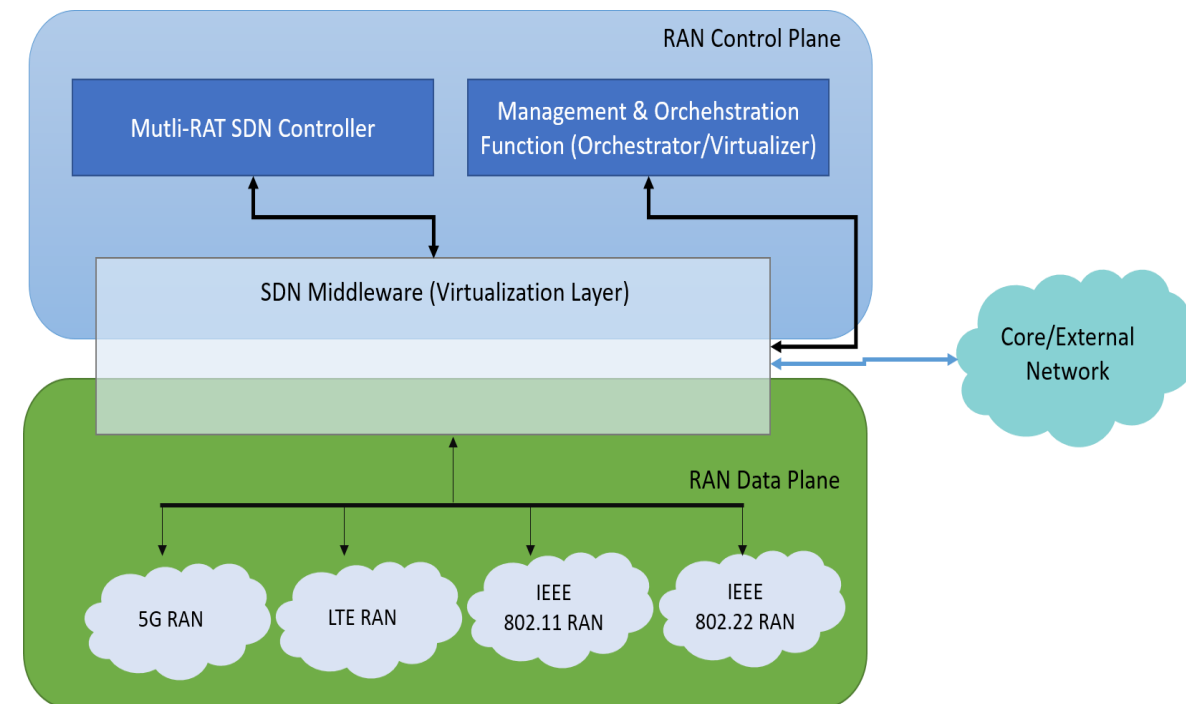 RAN Control Plane
Mutli-RAT SDN Controller
Management & Orchehstration
Function (Orchestrator/Virtualizer)
SDN Middleware (Virtualization Layer)
Core/External
Network
RAN Data Plane
5G RAN
LTE RAN
IEEE
802.11 RAN
IEEE
802.22 RAN